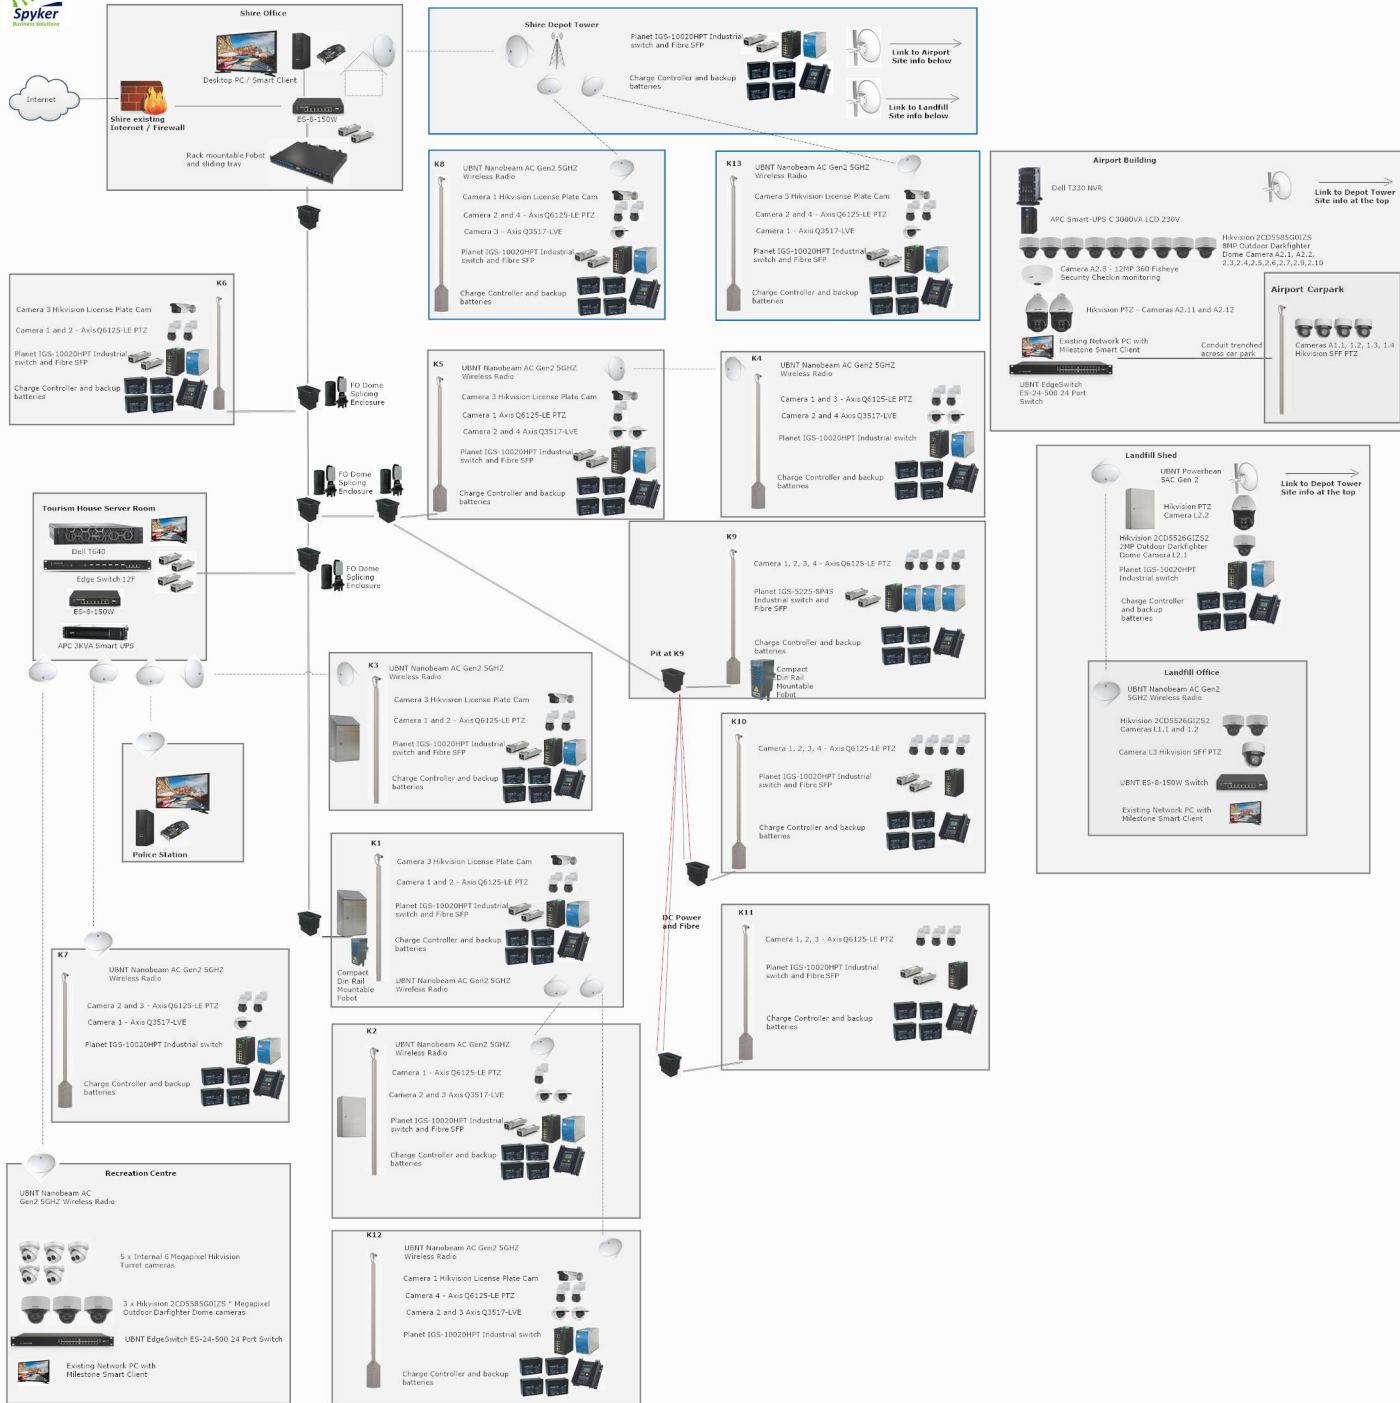 Spyker
Business Solutions
Shire Office
Desktop PC / Smart Client
Internet
Shire existing
Internet / Firewall
ES-8-150W
Rack mountable Fobot
and sliding tray
Shire Depot Tower
Planet IGS-10020HPT Industrial
switch and Fibre SFP
Charge Controller and backup
batteries
Link to Airport
Site info below
Link to Landfill
Site info below
K8
UBNT Nanobeam AC Gen2 5GHZ
Wireless Radio
Camera 1 Hikvision License Plate Cam
Camera 2 and 4 - Axis Q6125-LE PTZ
Camera 3 - Axis Q3517-LVE
Planet IGS-10020HPT Industrial
switch and Fibre SFP
Charge Controller and backup
batteries
K13
UBNT Nanobeam AC Gen2 5GHZ
Wireless Radio
Camera 3 Hikvision License Plate Cam
Camera 2 and 4 - Axis Q6125-LE PTZ
Camera 1 - Axis Q3517-LVE
Planet IGS-10020HPT Industrial
switch and Fibre SFP
Charge Controller and backup
batteries
Airport Building
Dell T330 NVR
Link to Depot Tower
Site info at the top
APC Smart-UPS C 3000VA LCD 230V
Hikvision 2CD5585G0IZS
8MP Outdoor Darkfighter
Dome Camera A2.1, A2.2,
2.3,2.4,2.5,2.6,2.7,2.9,2.10
Camera A2.8 - 12MP 360 Fisheye
Security Checkin monitoring
Hikvision PTZ - Cameras A2.11 and A2.12
Existing Network PC with
Milestone Smart Client
Conduit trenched
across car park
UBNT EdgeSwitch
ES-24-500 24 Port
Switch
Airport Carpark
Cameras A1.1, 1.2, 1.3, 1.4
Hikvision SFF PTZ
K6
Camera 3 Hikvision License Plate Cam
Camera 1 and 2 - Axis Q6125-LE PTZ
Planet IGS-10020HPT Industrial
switch and Fibre SFP
Charge Controller and backup
batteries
FO Dome
Splicing
Enclosure
K5
UBNT Nanobeam AC Gen2 5GHZ
Wireless Radio
Camera 3 Hikvision License Plate Cam
Camera 1 Axis Q6125-LE PTZ
Camera 2 and 4 Axis Q3517-LVE
Planet IGS-10020HPT Industrial
switch and Fibre SFP
Charge Controller and backup
batteries
K4
UBNT Nanobeam AC Gen2 5GHZ
Wireless Radio
Camera 1 and 3 - Axis Q6125-LE PTZ
Camera 2 and 4 Axis Q3517-LVE
Planet IGS-10020HPT Industrial switch
Charge Controller and backup
batteries
FO Dome
Splicing
Enclosure
Landfill Shed
UBNT Powerbean
5AC Gen 2
Link to Depot Tower
Site info at the top
Hikvision PTZ
Camera L2.2
Hikvision 2CD5526GIZS2
2MP Outdoor Darkfighter
Dome Camera L2.1
Planet IGS-10020HPT
Industrial switch
Charge Controller
and backup
batteries
Landfill Office
UBNT Nanobeam AC Gen2
5GHZ Wireless Radio
Hikvision 2CD5526GIZS2
Cameras L1.1 and 1.2
Camera L3 Hikvision SFF PTZ
UBNT ES-8-150W Switch
Existing Network PC with
Milestone Smart Client
Tourism House Server Room
Dell T640
Edge Switch 12F
ES-8-150W
APC 3KVA Smart UPS
FO Dome
Splicing
Enclosure
K9
Camera 1, 2, 3, 4 - Axis Q6125-LE PTZ
Planet IGS-5225-8P4S
Industrial switch and
Fibre SFP
Charge Controller and backup
batteries
Pit at K9
Compact
Din Rail
Mountable
Fobot
K3
UBNT Nanobeam AC Gen2 5GHZ
Wireless Radio
Camera 3 Hikvision License Plate Cam
Camera 1 and 2 - Axis Q6125-LE PTZ
Planet IGS-10020HPT Industrial
switch and Fibre SFP
Charge Controller and backup
batteries
K10
Camera 1, 2, 3, 4 - Axis Q6125-LE PTZ
Planet IGS-10020HPT Industrial
switch and Fibre SFP
Charge Controller and backup
batteries
Police Station
K1
Camera 3 Hikvision License Plate Cam
Camera 1 and 2 - Axis Q6125-LE PTZ
Planet IGS-10020HPT Industrial
switch and Fibre SFP
Charge Controller and backup
batteries
Compact
Din Rail
Mountable
Fobot
UBNT Nanobeam AC Gen2 5GHZ
Wireless Radio
DC Power
and Fibre
K11
Camera 1, 2, 3 - Axis Q6125-LE PTZ
Planet IGS-10020HPT Industrial
switch and Fibre SFP
Charge Controller and backup
batteries
K7
UBNT Nanobeam AC Gen2 5GHZ
Wireless Radio
Camera 2 and 3 - Axis Q6125-LE PTZ
Camera 1 - Axis Q3517-LVE
Planet IGS-10020HPT Industrial switch
Charge Controller and backup
batteries
K2
UBNT Nanobeam AC Gen2 5GHZ
Wireless Radio
Camera 1 - Axis Q6125-LE PTZ
Camera 2 and 3 Axis Q3517-LVE
Planet IGS-10020HPT Industrial
switch and Fibre SFP
Charge Controller and backup
batteries
Recreation Centre
UBNT Nanobeam AC
Gen2 5GHZ Wireless Radio
5 x Internal 6 Megapixel Hikvision
Turret cameras
3 x Hikvision 2CD5585G0IZS * Megapixel
Outdoor Darfighter Dome cameras
UBNT EdgeSwitch ES-24-500 24 Port Switch
Existing Network PC with
Milestone Smart Client
K12
UBNT Nanobeam AC Gen2 5GHZ
Wireless Radio
Camera 1 Hikvision License Plate Cam
Camera 4 - Axis Q6125-LE PTZ
Camera 2 and 3 Axis Q3517-LVE
Planet IGS-10020HPT Industrial switch
Charge Controller and backup
batteries